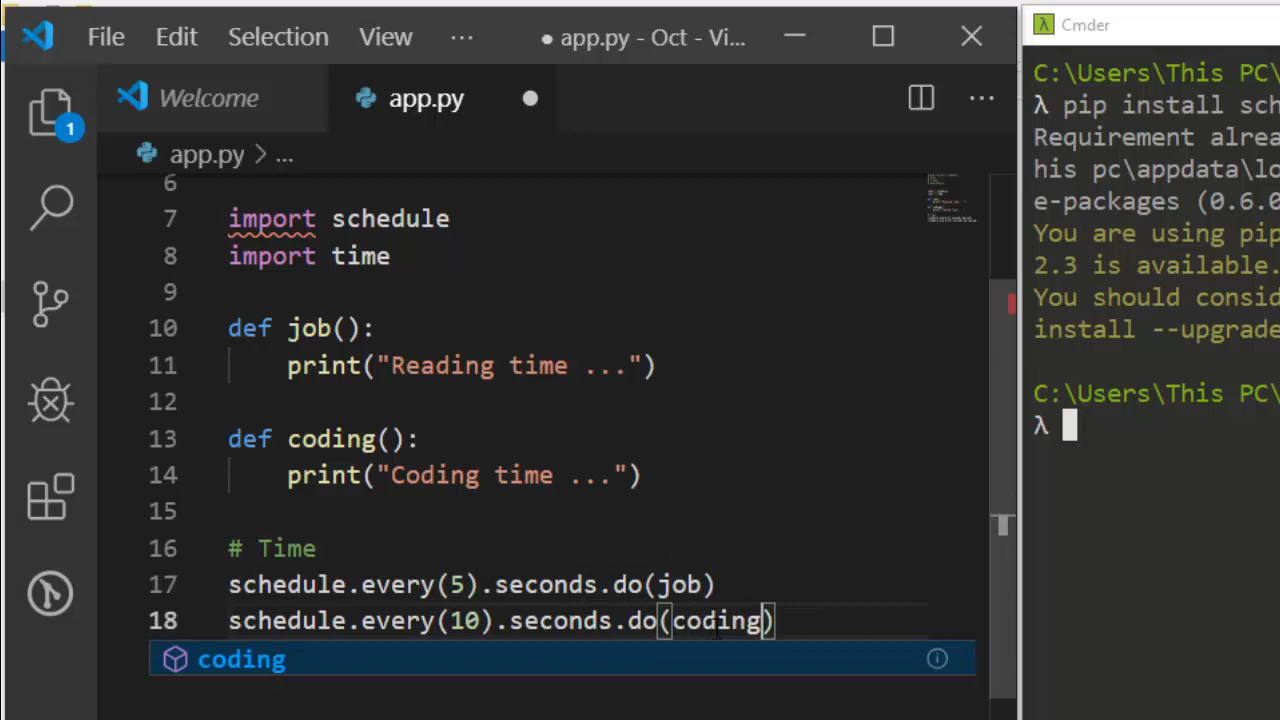 File Edit Selection View ... ● app.py - Oct - Vi...
Welcome app.py
1
app.py > ...
6
7 import schedule
8 import time
9
10 def job():
11 print("Reading time ...")
12
13 def coding():
14 print("Coding time ...")
15
16 # Time
17 schedule.every(5).seconds.do(job)
18 schedule.every(10).seconds.do(coding)
coding
λ Cmder
C:\Users\This PC\
λ pip install sch
Requirement alrea
his pc\appdata\lo
e-packages (0.6.0
You are using pip
2.3 is available.
You should consid
install --upgrade
C:\Users\This PC\
λ